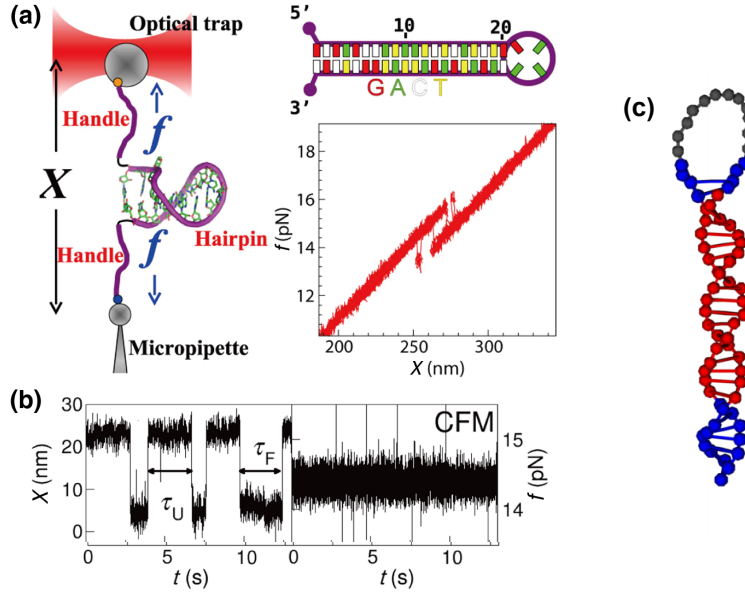 (a)
Optical trap
Handle
f
X
Hairpin
Handle
f
Micropipette
5’
10
20
G A C T
3’
18
16
14
12
f (pN)
200
250
300
X (nm)
(b)
30
20
10
0
X (nm)
τU
τF
CFM
15
14
f (pN)
0
5
10
0
5
10
t (s)
t (s)
(c)